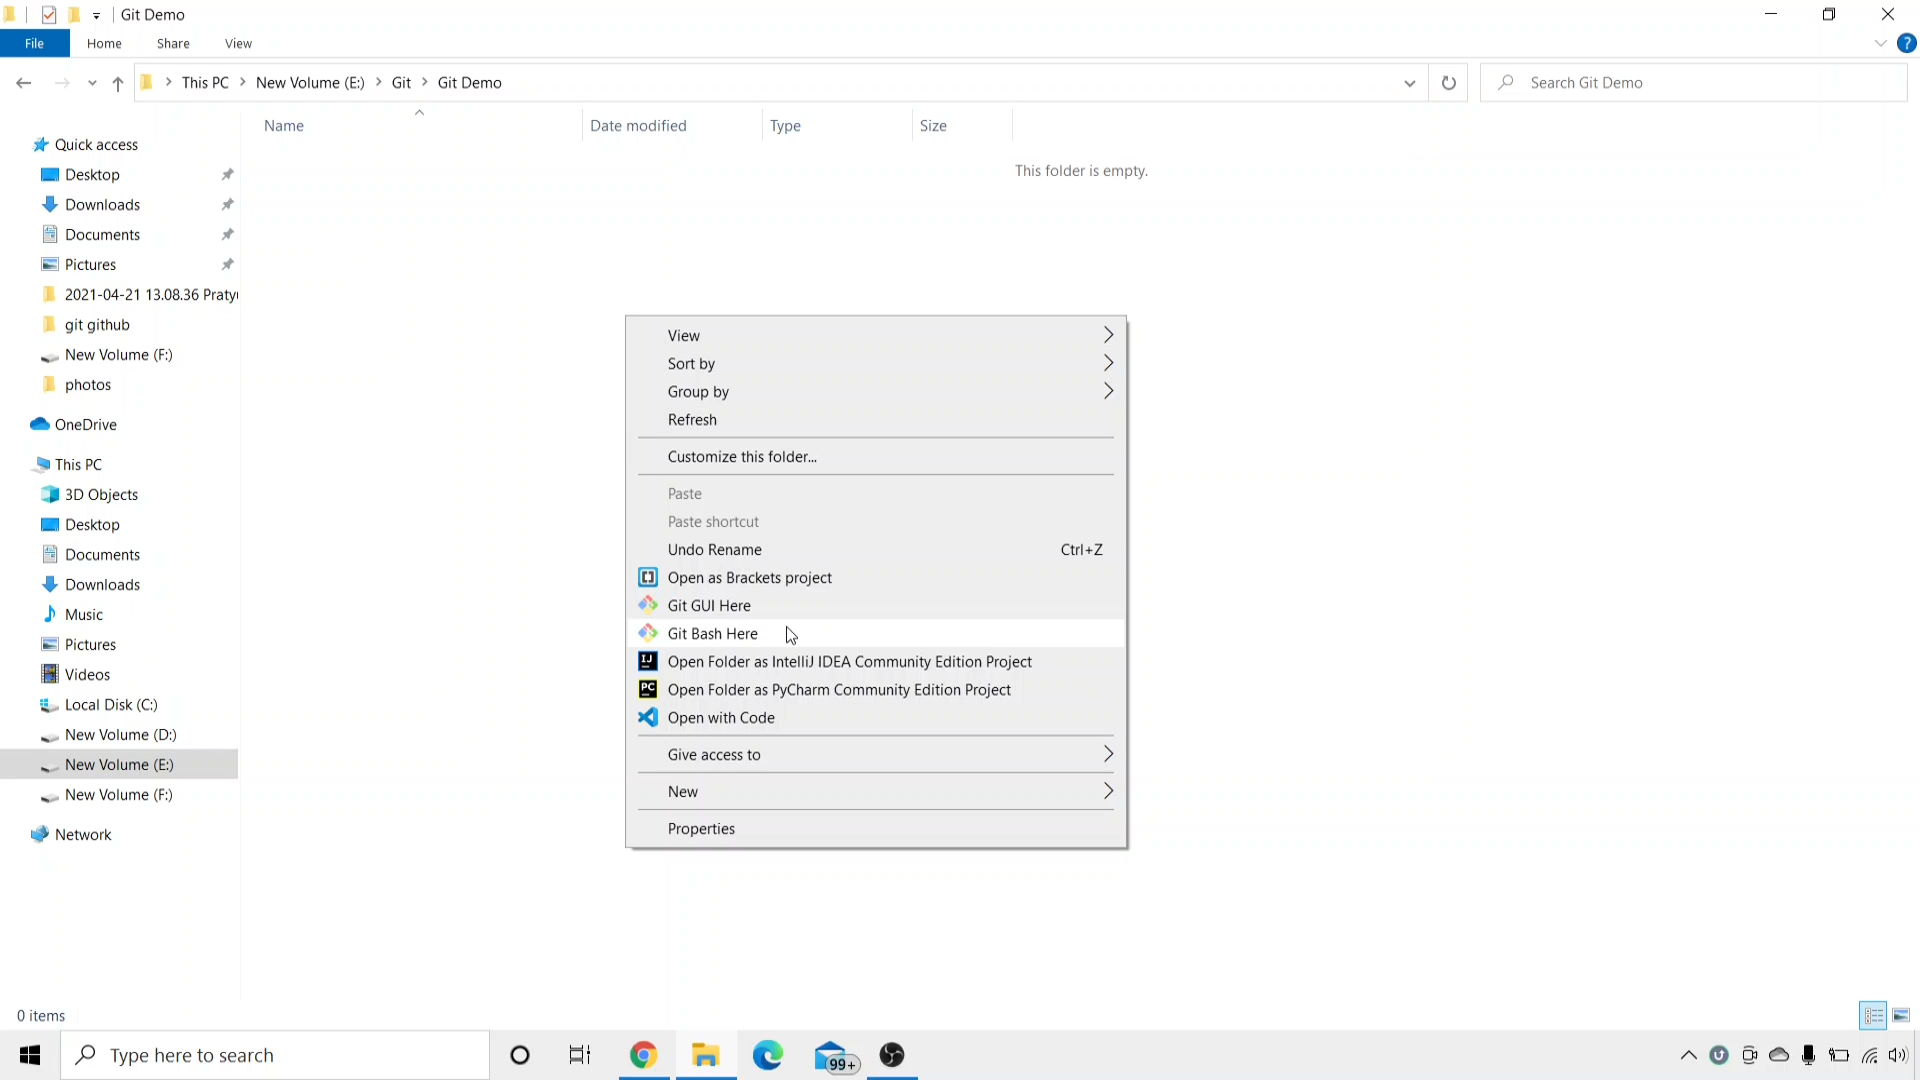 Git Demo
File Home Share View
This PC New Volume (E:) Git Git Demo
Search Git Demo
Name Date modified Type Size
This folder is empty.
Quick access
Desktop
Downloads
Documents
Pictures
2021-04-21 13.08.36
git github
New Volume (F:)
photos
OneDrive
This PC
3D Objects
Desktop
Documents
Downloads
Music
Pictures
Videos
Local Disk (C:)
New Volume (D:)
New Volume (E:)
New Volume (F:)
Network
View
Sort by
Group by
Refresh
Customize this folder...
Paste
Paste shortcut
Undo Rename Ctrl+Z
Open as Brackets project
Git GUI Here
Git Bash Here
IJ Open Folder as IntelliJ IDEA Community Edition Project
PC Open Folder as PyCharm Community Edition Project
Open with Code
Give access to
New
Properties
0 items
Type here to search
99+